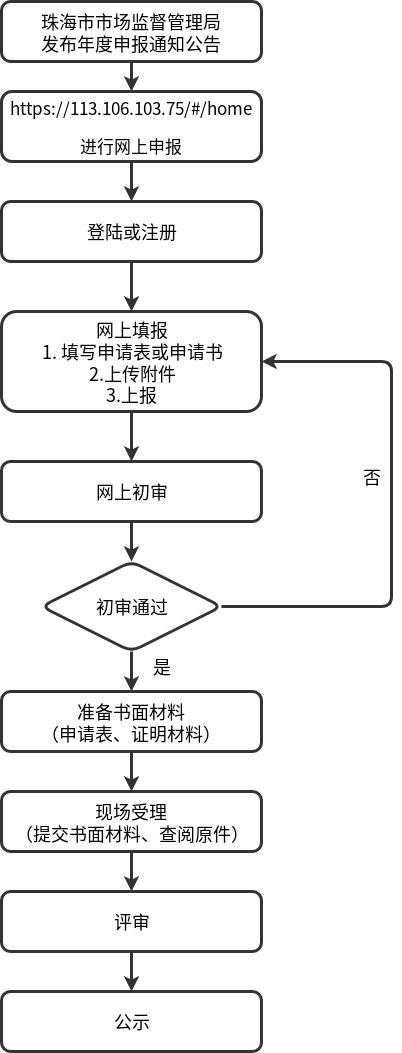 珠海市市场监督管理局
发布年度申报通知公告
https://113.106.103.75/#/home
进行网上申报
登陆或注册
网上填报
1. 填写申请表或申请书
2.上传附件
3.上报
网上初审
否
初审通过
是
准备书面材料
（申请表、证明材料）
现场受理
（提交书面材料、查阅原件）
评审
公示